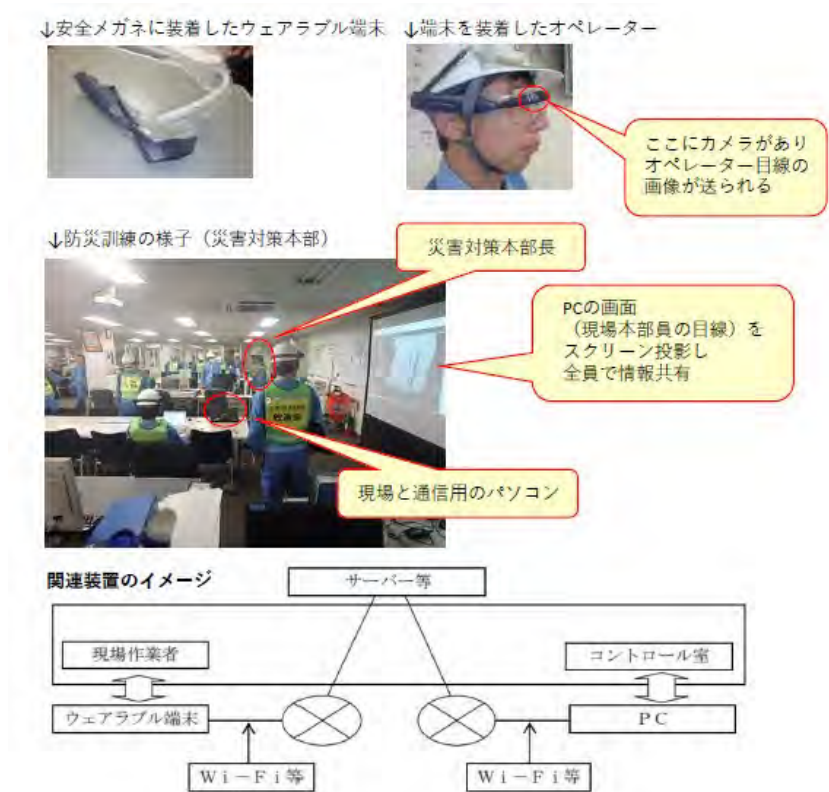 ↓安全メガネに装着したウェアラブル端末
↓端末を装着したオペレーター
ここにカメラがあり
オペレーター目線の
画像が送られる
↓防災訓練の様子（災害対策本部）
災害対策本部長
PCの画面
（現場本部員の目線）を
スクリーン投影し
全員で情報共有
現場と通信用のパソコン
関連装置のイメージ
サーバー等
現場作業者
コントロール室
ウェアラブル端末
ＰＣ
Ｗｉ－Ｆｉ等
Ｗｉ－Ｆｉ等